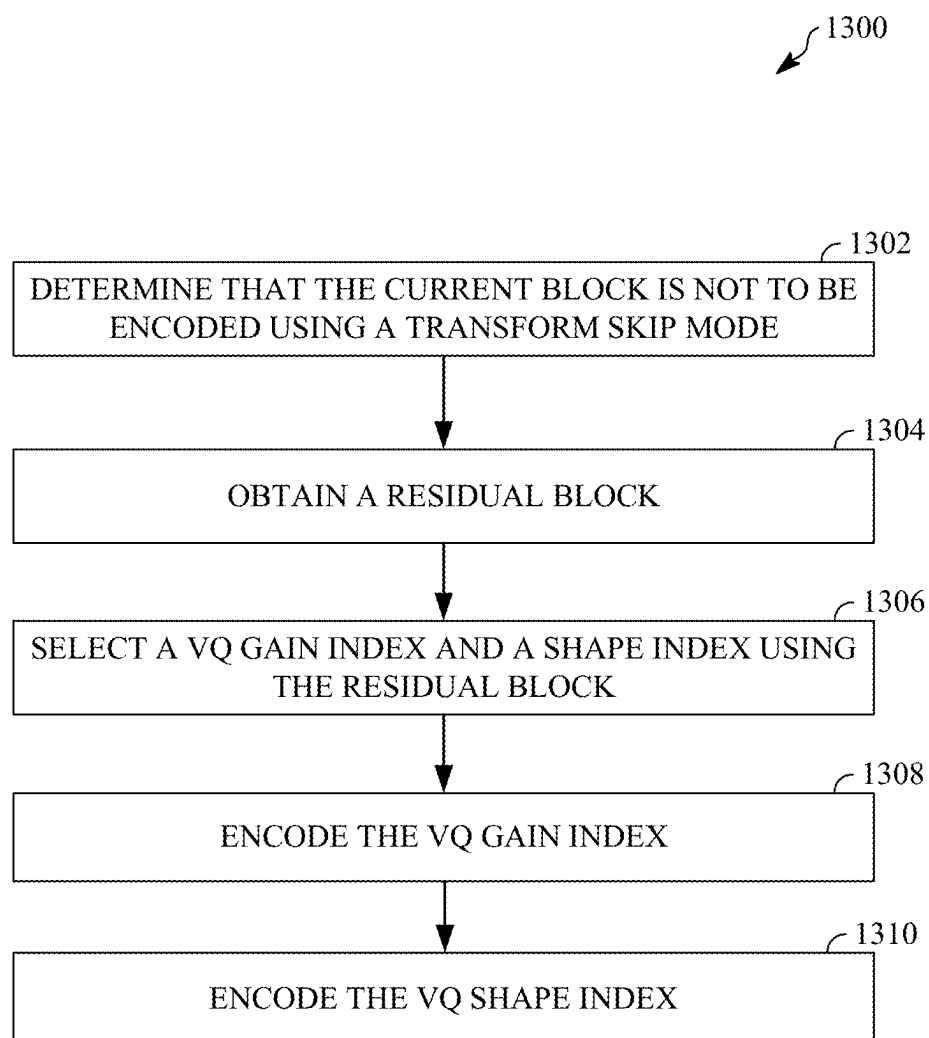 1300
1302
DETERMINE THAT THE CURRENT BLOCK IS NOT TO BE
ENCODED USING A TRANSFORM SKIP MODE
1304
OBTAIN A RESIDUAL BLOCK
1306
SELECT A VQ GAIN INDEX AND A SHAPE INDEX USING
THE RESIDUAL BLOCK
1308
ENCODE THE VQ GAIN INDEX
1310
ENCODE THE VQ SHAPE INDEX